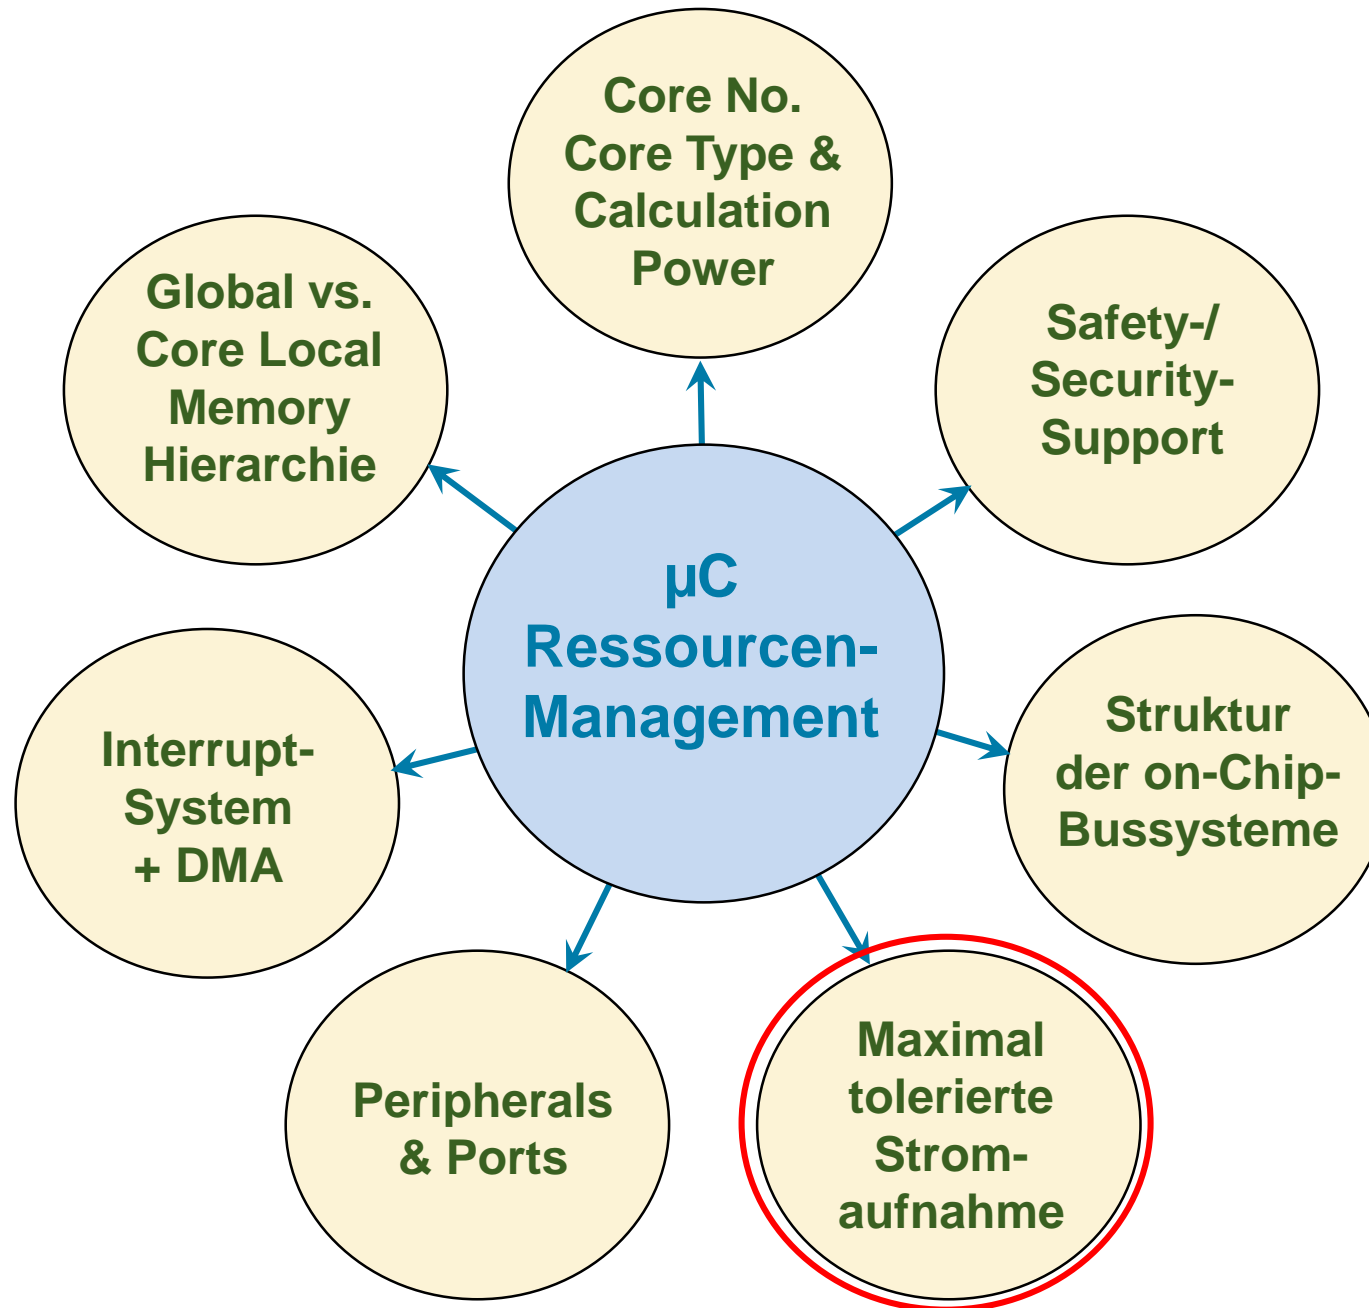 Core No.
Core Type &
Calculation
Power
Global vs.
Core Local
Memory
Hierarchie
Safety-/
Security-
Support
µC
Ressourcen-
Management
Interrupt-
System
+ DMA
Struktur
der on-Chip-
Bussysteme
Peripherals
& Ports
Maximal
tolerierte
Strom-
aufnahme